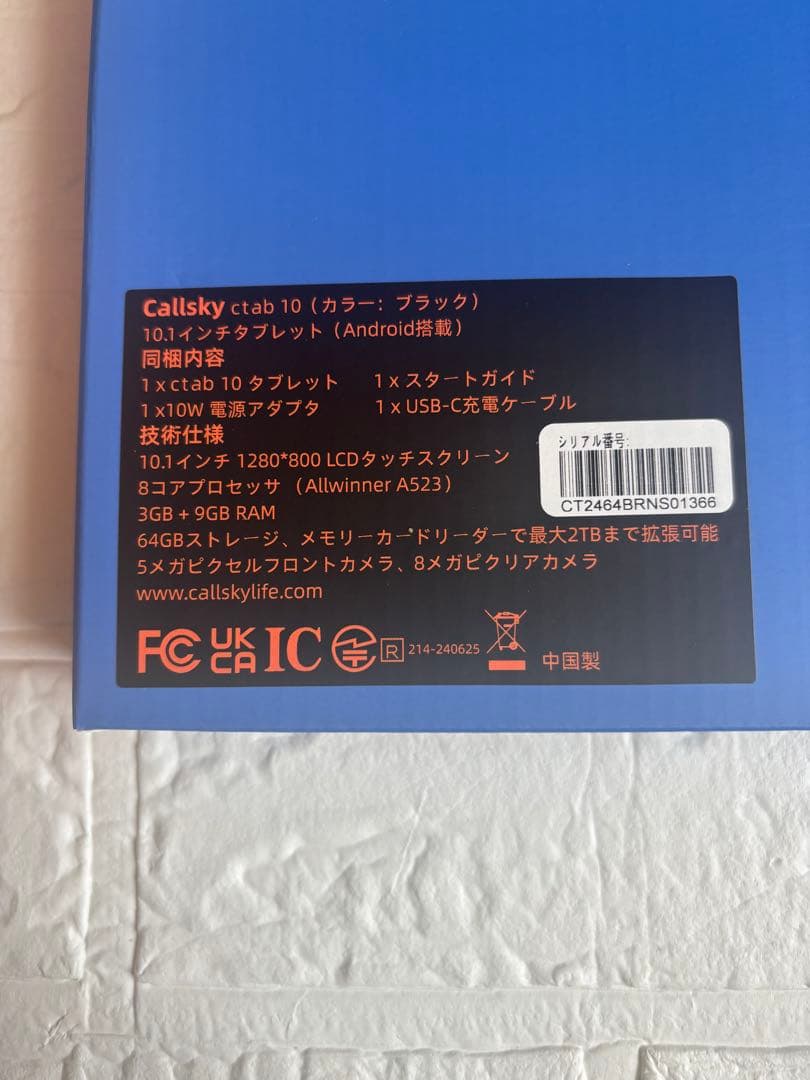 Callsky ctab 10（カラー：ブラック）
10.1インチタブレット（Android搭載）
同梱内容
1 x ctab 10 タブレット 1 x スタートガイド
1 x10W 電源アダプタ 1 x USB-C充電ケーブル
技術仕様
10.1インチ 1280*800 LCDタッチスクリーン
8コアプロセッサ （Allwinner A523）
3GB + 9GB RAM
64GBストレージ、メモリーカードリーダーで最大2TBまで拡張可能
5メガピクセルフロントカメラ、8メガピクリアカメラ
www.callskylife.com
シリアル番号:
CT2464BRNS01366
FC UK CA IC R 214-240625 中国製